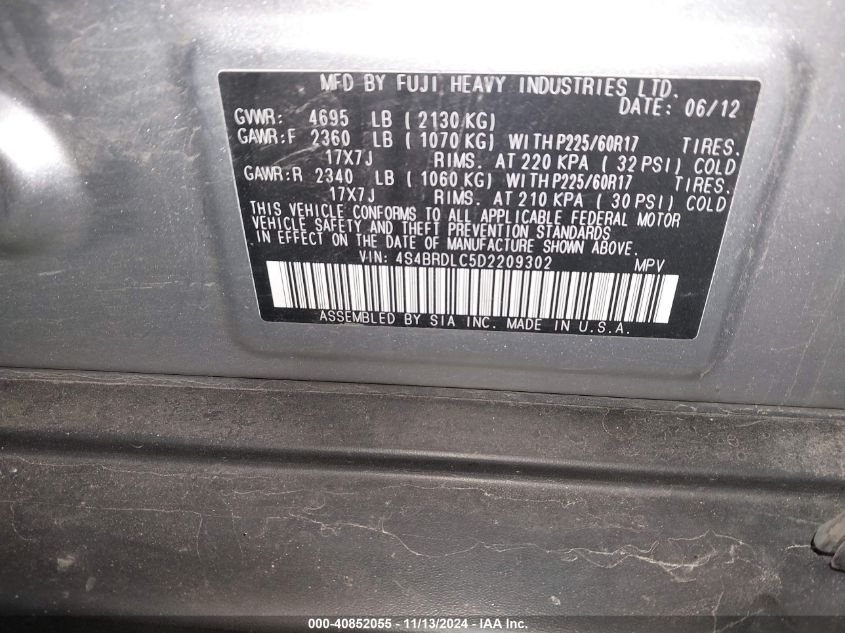 MFD BY FUJI HEAVY INDUSTRIES LTD.
DATE: 06/12
GVWR: 4695 LB (2130 KG)
GAWR:F 2360 LB (1070 KG) WITH P225/60R17 TIRES.
17X7J RIMS. AT 220 KPA (32 PSI) COLD
GAWR:R 2340 LB (1060 KG) WITH P225/60R17 TIRES.
17X7J RIMS. AT 210 KPA (30 PSI) COLD
THIS VEHICLE CONFORMS TO ALL APPLICABLE FEDERAL MOTOR
VEHICLE SAFETY AND THEFT PREVENTION STANDARDS
IN EFFECT ON THE DATE OF MANUFACTURE SHOWN ABOVE.
VIN: 4S4BRDLC5D2209302 MPV
ASSEMBLED BY SIA INC. MADE IN U.S.A.
000-40852055 - 11/13/2024 - IAA Inc.